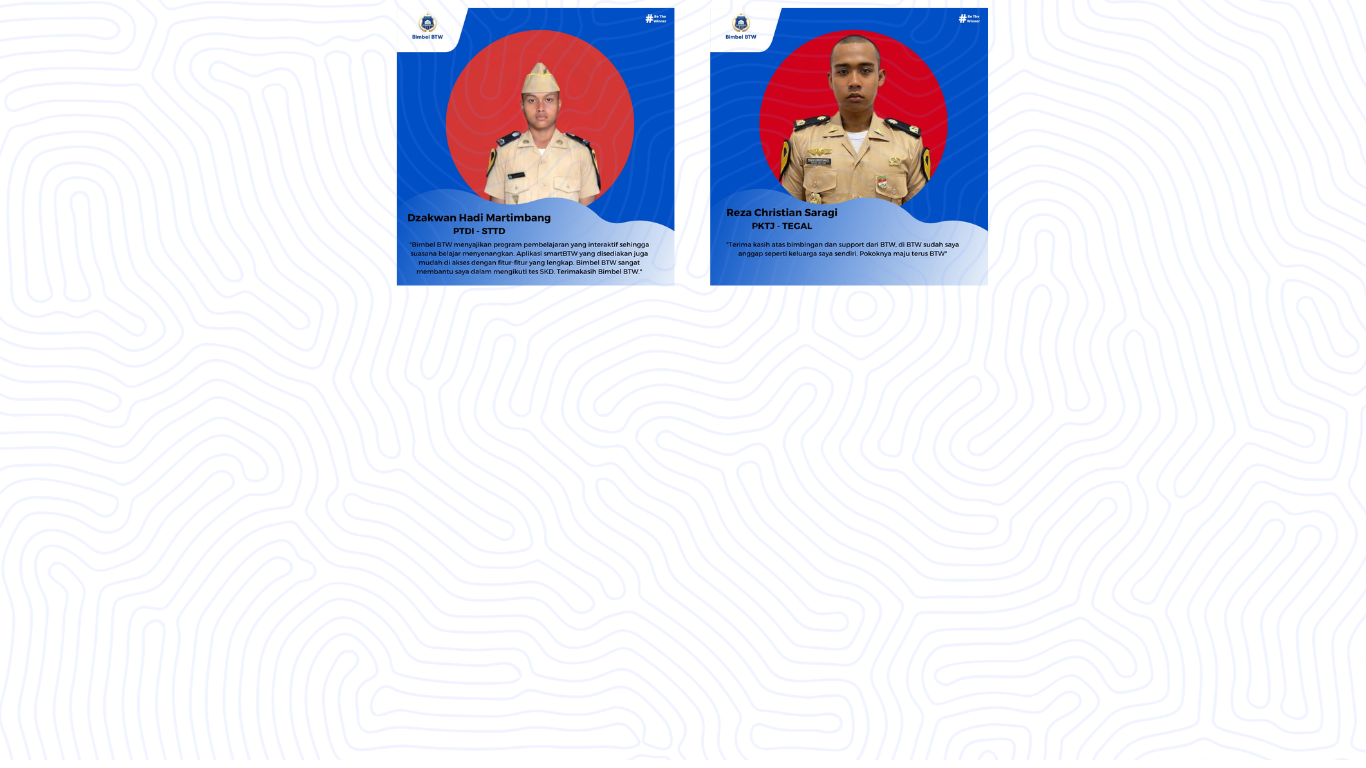 Bimbel BTW
# Be The
Winner
Dzakwan Hadi Martimbang
PTDI - STTD
"Bimbel BTW menyajikan program pembelajaran yang interaktif sehingga
suasana belajar menyenangkan. Aplikasi smartBTW yang disediakan juga
mudah di akses dengan fitur-fitur yang lengkap. Bimbel BTW sangat
membantu saya dalam mengikuti tes SKD. Terimakasih Bimbel BTW."
Bimbel BTW
# Be The
Winner
Reza Christian Saragi
PKTJ - TEGAL
"Terima kasih atas bimbingan dan support dari BTW, di BTW sudah saya
anggap seperti keluarga saya sendiri. Pokoknya maju terus BTW"